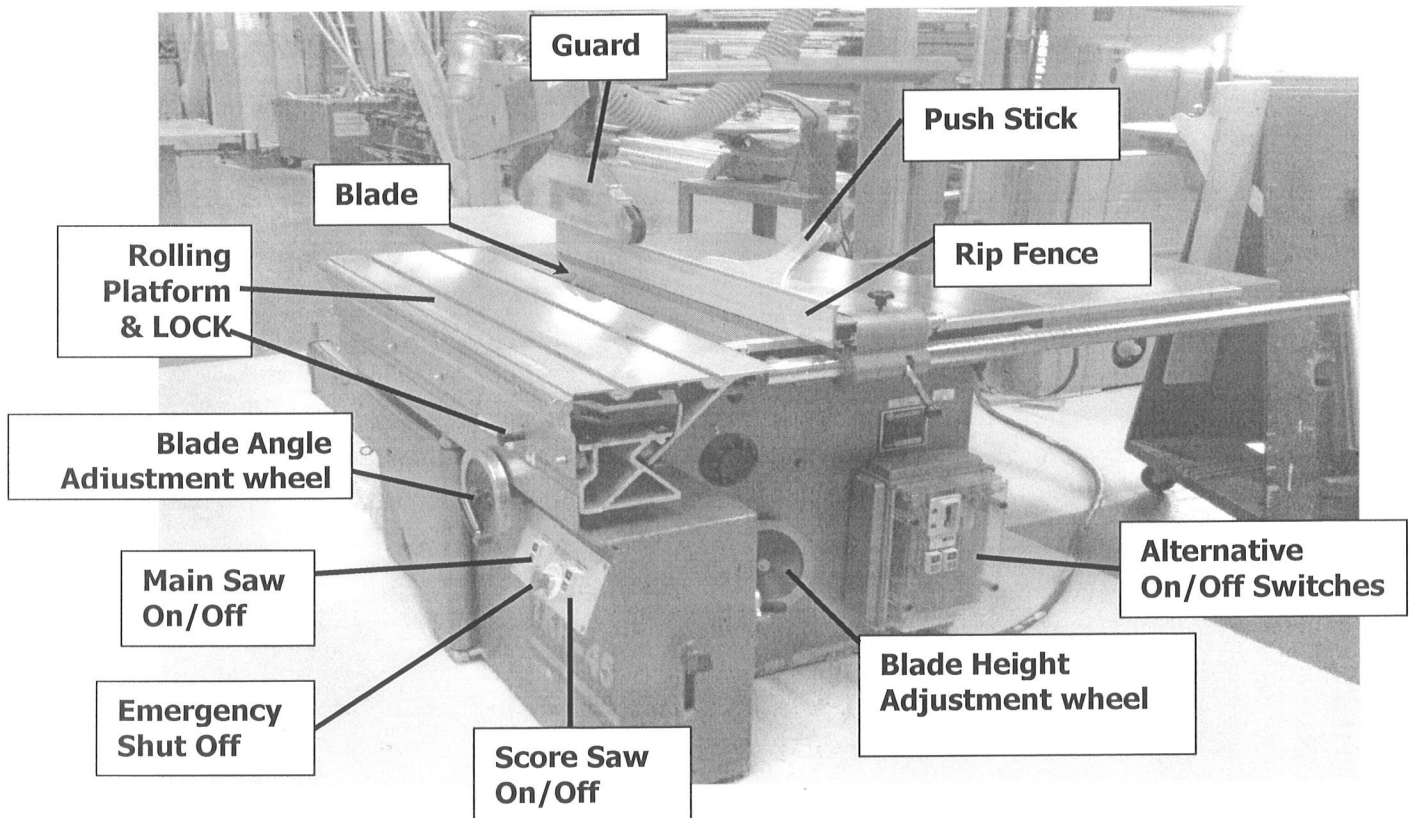 Guard
Push Stick
Blade
Rip Fence
Rolling
Platform
& LOCK
Blade Angle
Adiustment wheel
Main Saw
On/Off
Alternative
On/Off Switches
Blade Height
Adjustment wheel
Emergency
Shut Off
Score Saw
On/Off